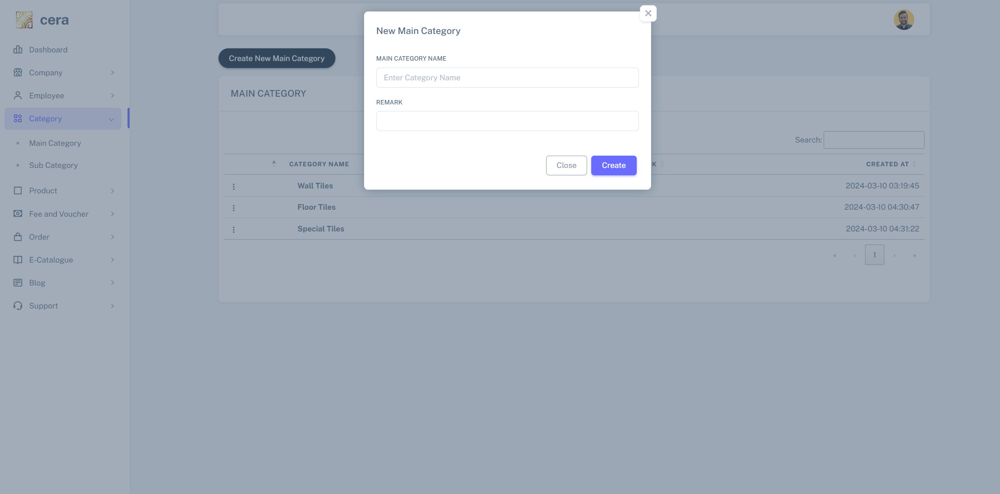 cera
Dashboard
Company
Employee
Category
Main Category
Sub Category
Product
Fee and Voucher
Order
E-Catalogue
Blog
Support
Create New Main Category
MAIN CATEGORY
Search:
CATEGORY NAME K CREATED AT
Wall Tiles 2024-03-10 03:19:45
Floor Tiles 2024-03-10 04:30:47
Special Tiles 2024-03-10 04:31:22
« ‹ 1 › »
New Main Category
MAIN CATEGORY NAME
Enter Category Name
REMARK
Close Create